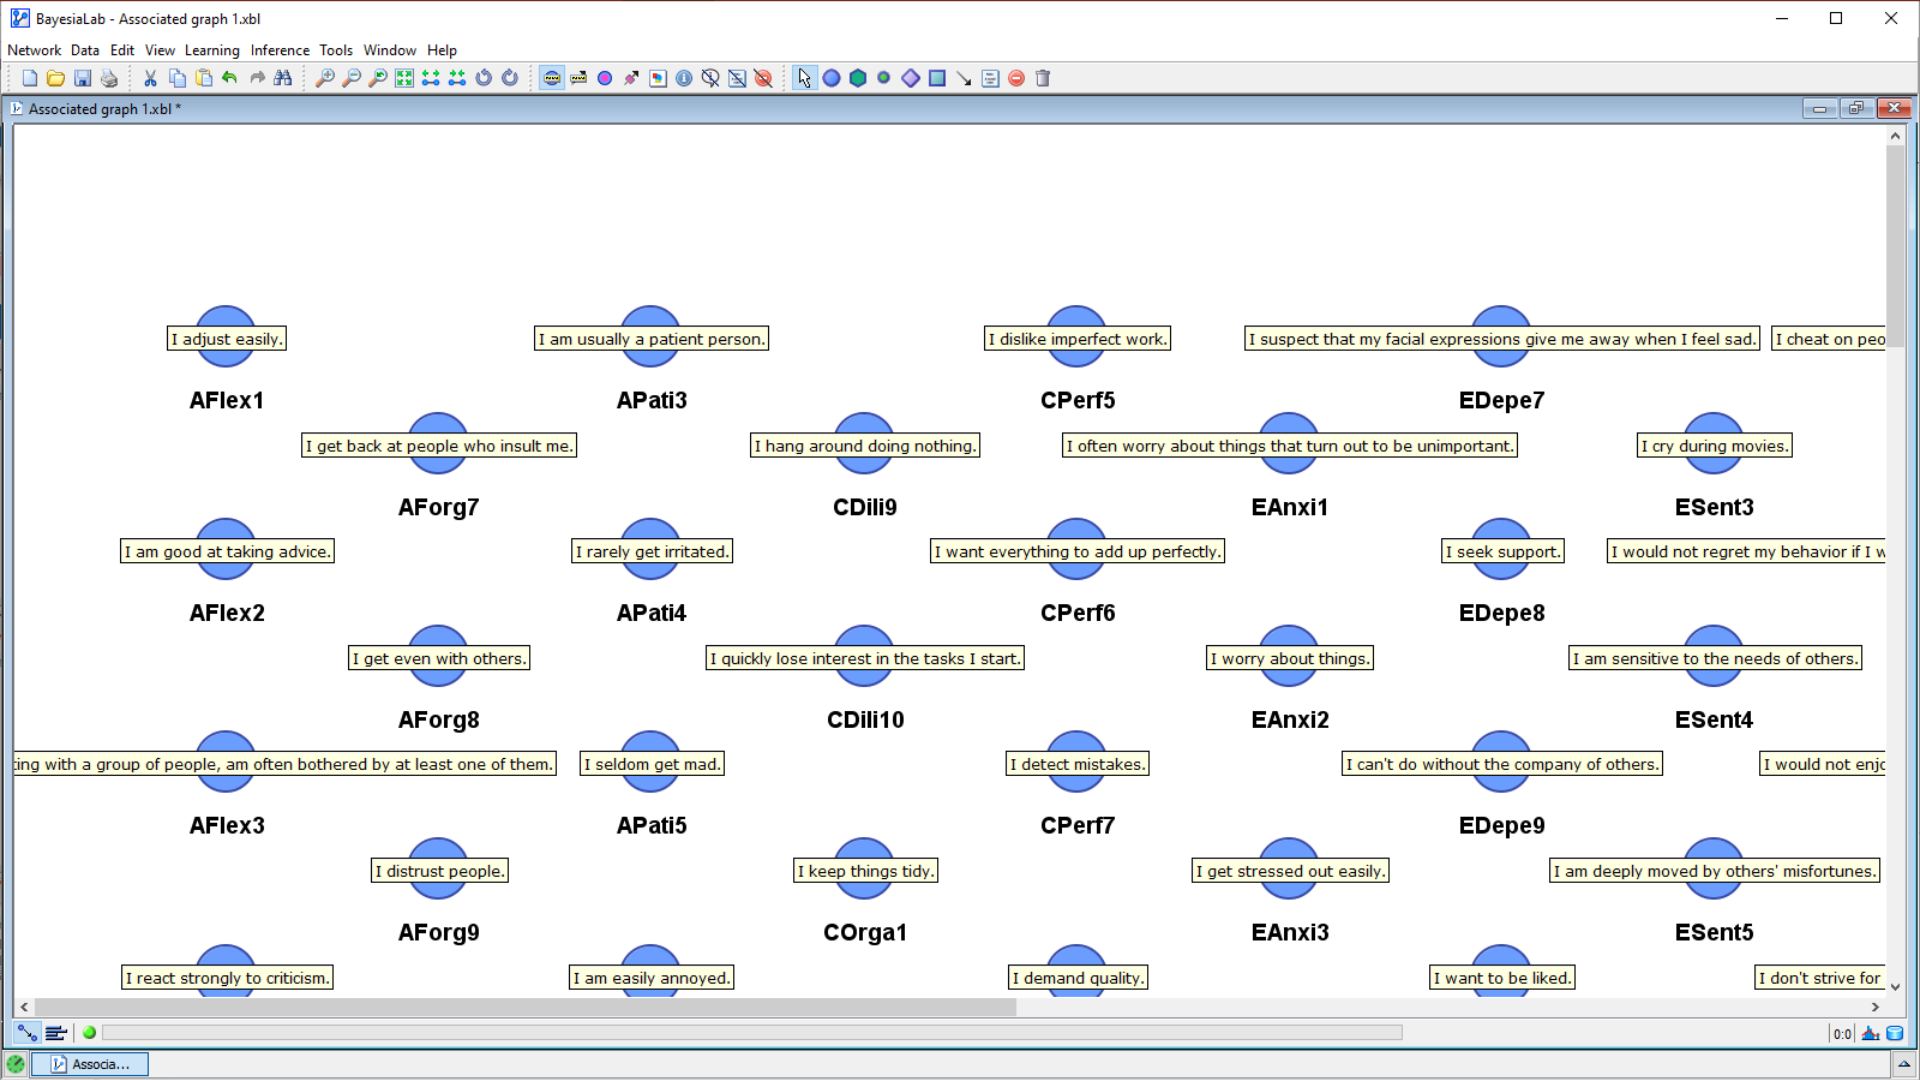 BayesiaLab - Associated graph 1.xbl
Network Data Edit View Learning Inference Tools Window Help
Associated graph 1.xbl *
I adjust easily. I am usually a patient person. I dislike imperfect work. I suspect that my facial expressions give me away when I feel sad. I cheat on peo
AFlex1 APati3 CPerf5 EDepe7
I get back at people who insult me. I hang around doing nothing. I often worry about things that turn out to be unimportant. I cry during movies.
AForg7 CDili9 EAnxi1 ESent3
I am good at taking advice. I rarely get irritated. I want everything to add up perfectly. I seek support. I would not regret my behavior if I w
AFlex2 APati4 CPerf6 EDepe8
I get even with others. I quickly lose interest in the tasks I start. I worry about things. I am sensitive to the needs of others.
AForg8 CDili10 EAnxi2 ESent4
ing with a group of people, am often bothered by at least one of them. I seldom get mad. I detect mistakes. I can't do without the company of others. I would not enjo
AFlex3 APati5 CPerf7 EDepe9
I distrust people. I keep things tidy. I get stressed out easily. I am deeply moved by others' misfortunes.
AForg9 COrga1 EAnxi3 ESent5
I react strongly to criticism. I am easily annoyed. I demand quality. I want to be liked. I don't strive for
0:0
Associa...